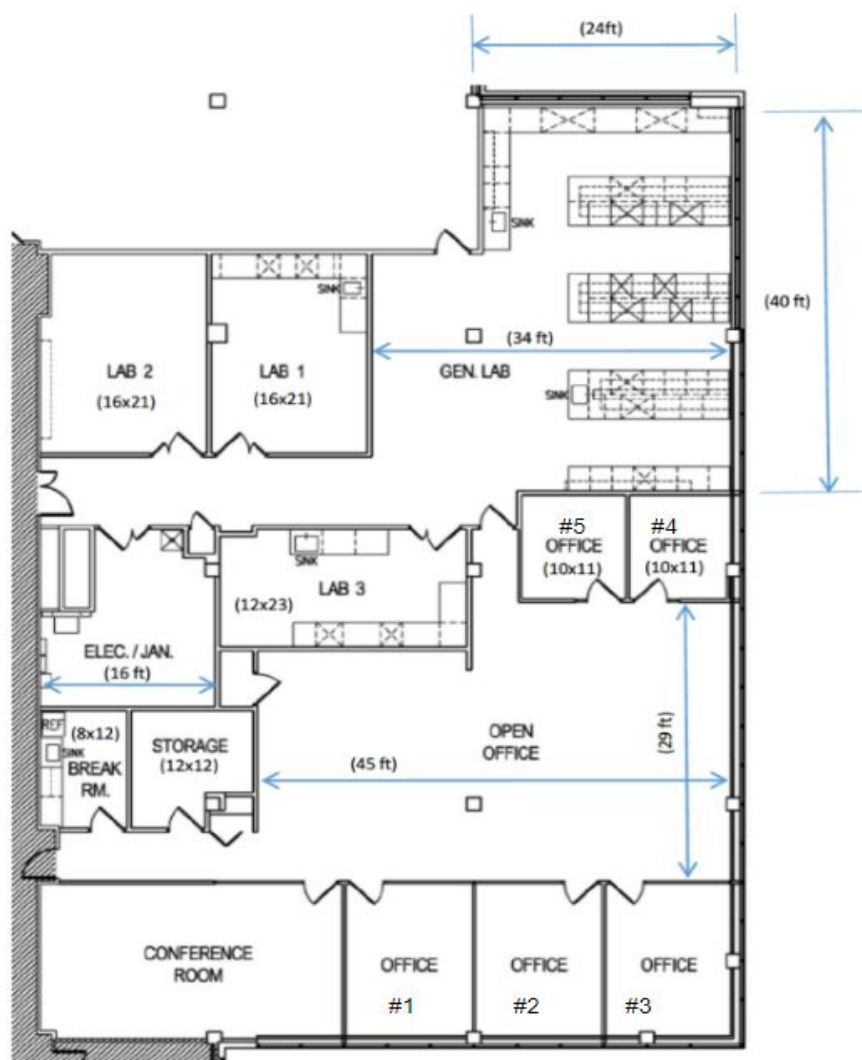 (24ft)
SINK
(40 ft)
SINK
(34 ft)
LAB 2
LAB 1
GEN. LAB
(16x21)
(16x21)
SINK
#5
#4
OFFICE
OFFICE
(10x11)
(10x11)
SINK
LAB 3
(12x23)
ELEC. / JAN.
(16 ft)
REF
(8x12)
SINK
BREAK
RM.
STORAGE
(12x12)
OPEN
OFFICE
(29 ft)
(45 ft)
CONFERENCE
ROOM
OFFICE
#1
OFFICE
#2
OFFICE
#3